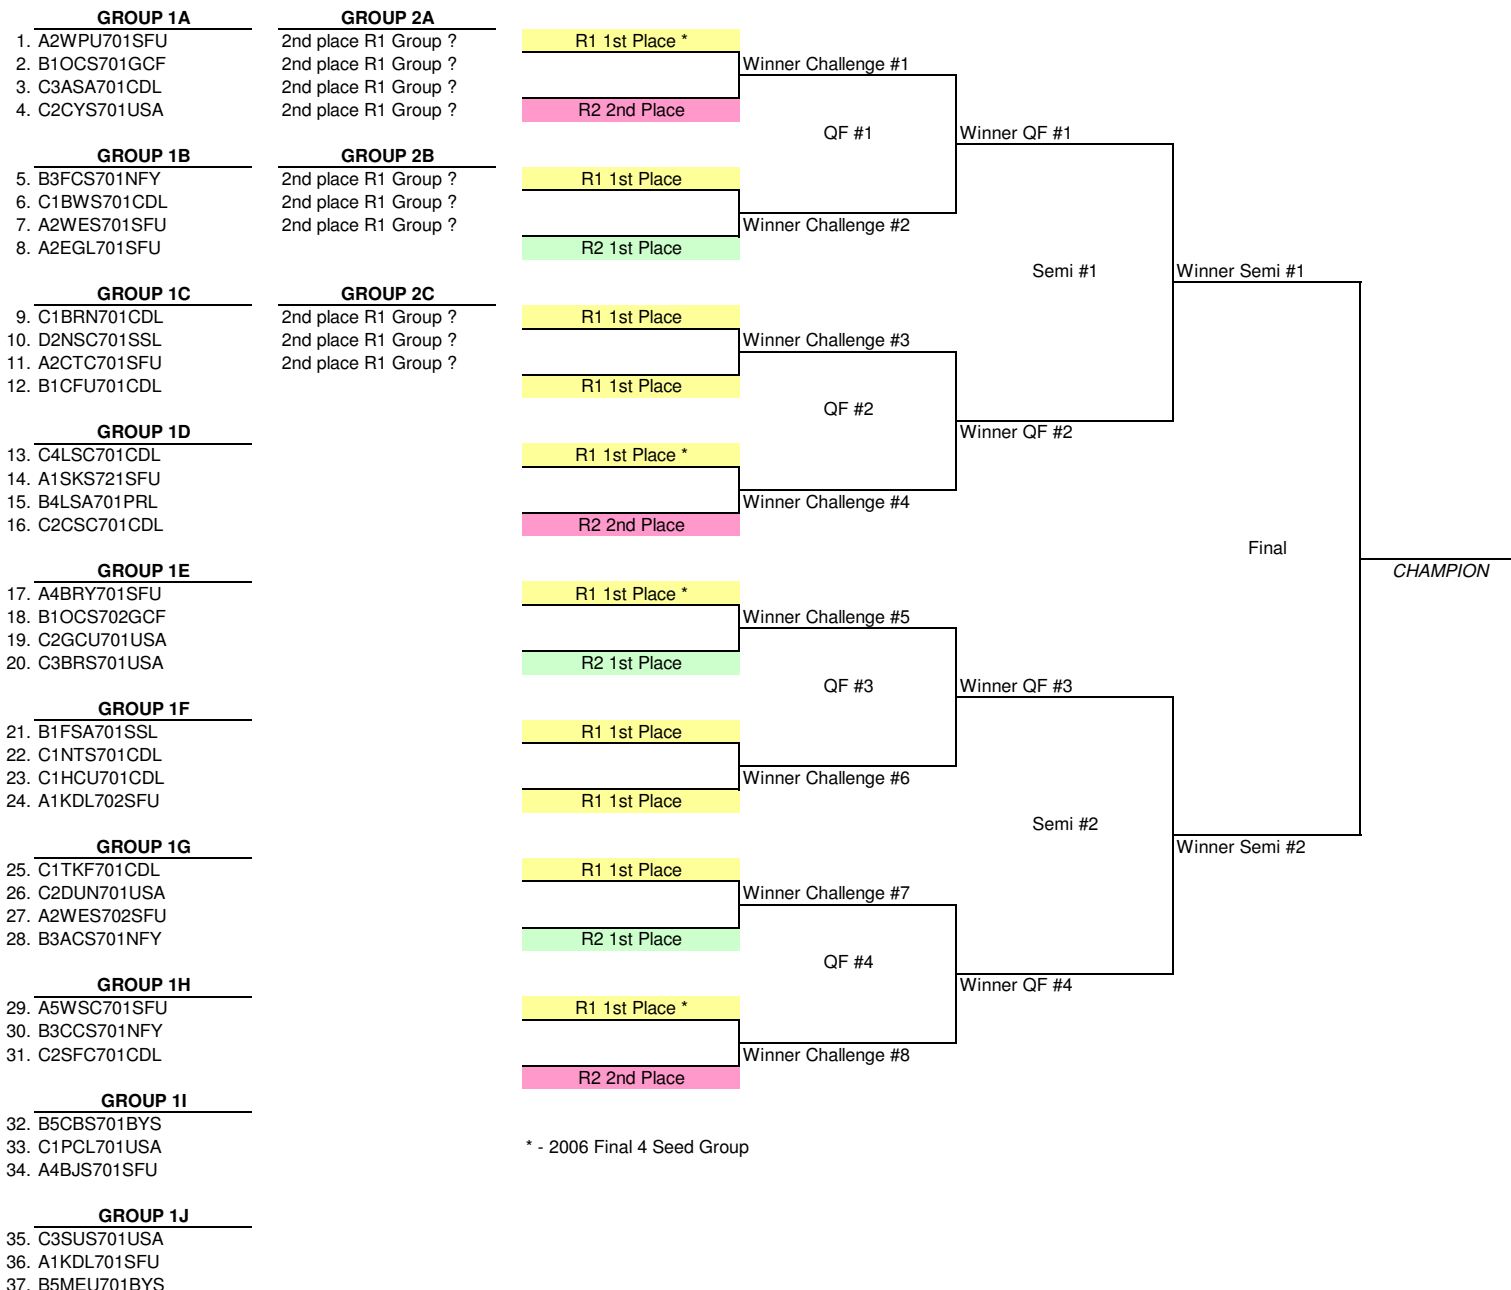 GROUP 1A
1. A2WPU701SFU
2. B1OCS701GCF
3. C3ASA701CDL
4. C2CYS701USA
GROUP 1B
5. B3FCS701NFY
6. C1BWS701CDL
7. A2WES701SFU
8. A2EGL701SFU
GROUP 1C
9. C1BRN701CDL
10. D2NSC701SSL
11. A2CTC701SFU
12. B1CFU701CDL
GROUP 1D
13. C4LSC701CDL
14. A1SKS721SFU
15. B4LSA701PRL
16. C2CSC701CDL
GROUP 1E
17. A4BRY701SFU
18. B1OCS702GCF
19. C2GCU701USA
20. C3BRS701USA
GROUP 1F
21. B1FSA701SSL
22. C1NTS701CDL
23. C1HCU701CDL
24. A1KDL702SFU
GROUP 1G
25. C1TKF701CDL
26. C2DUN701USA
27. A2WES702SFU
28. B3ACS701NFY
GROUP 1H
29. A5WSC701SFU
30. B3CCS701NFY
31. C2SFC701CDL
GROUP 1I
32. B5CBS701BYS
33. C1PCL701USA
34. A4BJS701SFU
GROUP 1J
35. C3SUS701USA
36. A1KDL701SFU
37. B5MEU701BYS
GROUP 2A
2nd place R1 Group ?
2nd place R1 Group ?
2nd place R1 Group ?
2nd place R1 Group ?
GROUP 2B
2nd place R1 Group ?
2nd place R1 Group ?
2nd place R1 Group ?
GROUP 2C
2nd place R1 Group ?
2nd place R1 Group ?
2nd place R1 Group ?
R1 1st Place *
R2 2nd Place
R1 1st Place
R2 1st Place
R1 1st Place
R1 1st Place
R1 1st Place *
R2 2nd Place
R1 1st Place *
R2 1st Place
R1 1st Place
R1 1st Place
R1 1st Place
R2 1st Place
R1 1st Place *
R2 2nd Place
* - 2006 Final 4 Seed Group
Winner Challenge #1
QF #1
Winner Challenge #2
Winner Challenge #3
QF #2
Winner Challenge #4
Winner Challenge #5
QF #3
Winner Challenge #6
Winner Challenge #7
QF #4
Winner Challenge #8
Winner QF #1
Semi #1
Winner QF #2
Winner QF #3
Semi #2
Winner QF #4
Winner Semi #1
Final
Winner Semi #2
CHAMPION